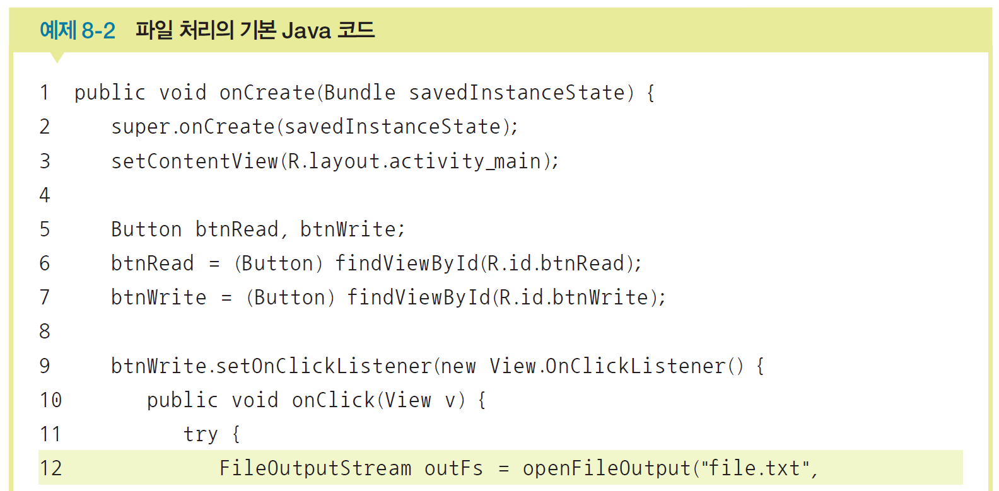 예제 8-2 파일 처리의 기본 Java 코드
1 public void onCreate(Bundle savedInstanceState) {
2 super.onCreate(savedInstanceState);
3 setContentView(R.layout.activity_main);
4
5 Button btnRead, btnWrite;
6 btnRead = (Button) findViewById(R.id.btnRead);
7 btnWrite = (Button) findViewById(R.id.btnWrite);
8
9 btnWrite.setOnClickListener(new View.OnClickListener() {
10 public void onClick(View v) {
11 try {
12 FileOutputStream outFs = openFileOutput("file.txt",